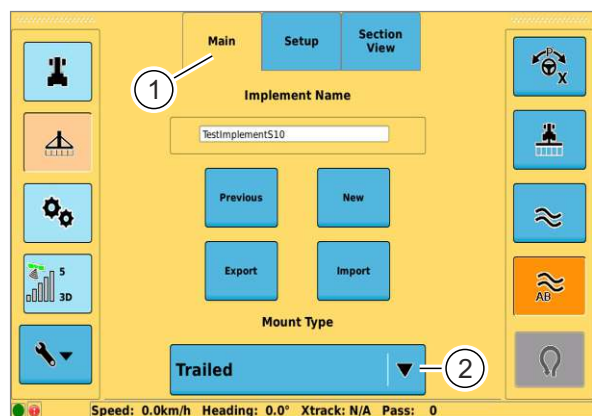 Main
Setup
Section
View
1
Implement Name
TestImplementS10
Previous
New
Export
Import
Mount Type
Trailed
2
5
3D
P
X
AB
Speed: 0.0km/h Heading: 0.0° Xtrack: N/A Pass: 0